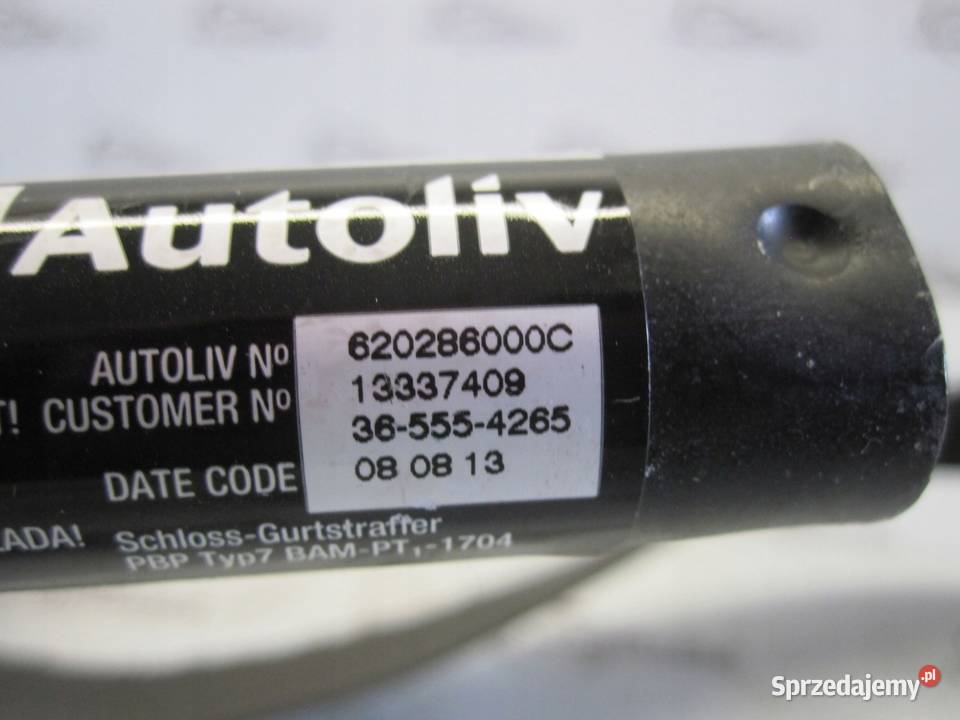 Autoliv
AUTOLIV Nº 620286000C
CUSTOMER Nº 13337409
36-555-4265
DATE CODE 08 08 13
Schloss-Gurtstraffer
PBP Typ7 BAM-PT₁-1704
Sprzedajemy.pl